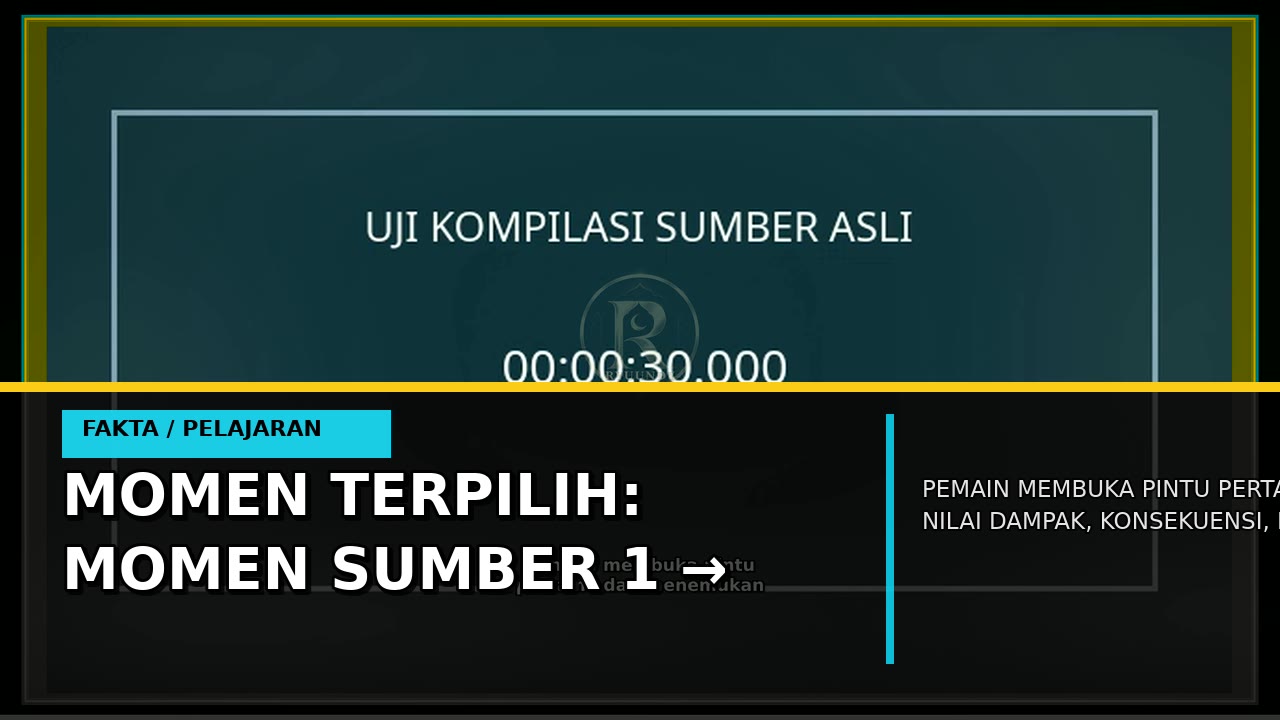 UJI KOMPILASI SUMBER ASLI
00:00:30.000
FAKTA / PELAJARAN
MOMEN TERPILIH:
MOMEN SUMBER 1 →
PEMAIN MEMBUKA PINTU
NILAI DAMPAK, KONSEKUENSI,